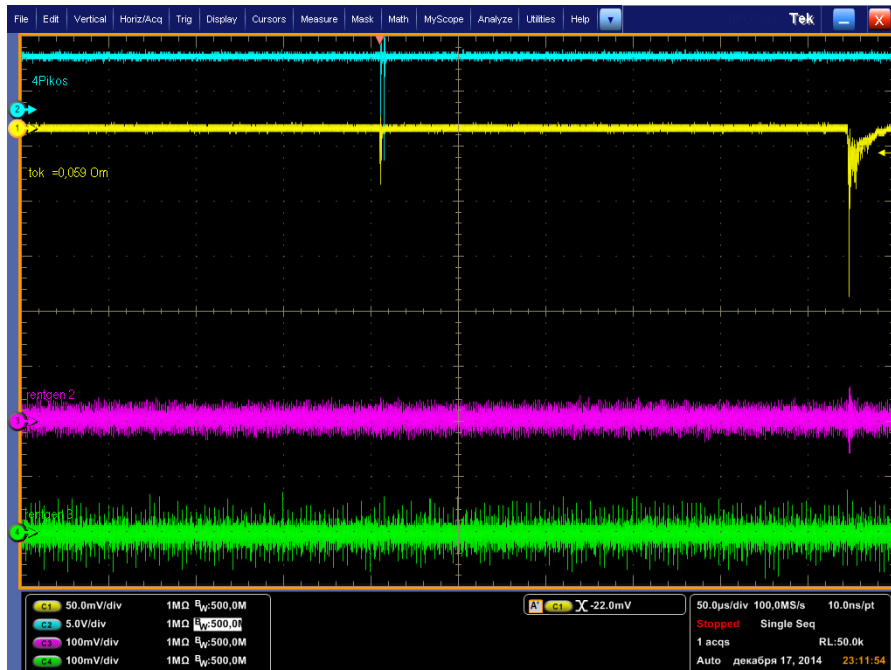 File Edit Vertical Horiz/Acq Trig Display Cursors Measure Mask Math MyScope Analyze Utilities Help Tek X
4Pikos
2
1
tok =0,059 Om
rentgen 2
3
4
C1 50.0mV/div 1MΩ BW:500,0M
C2 5.0V/div 1MΩ BW:500,0M
C3 100mV/div 1MΩ BW:500,0M
C4 100mV/div 1MΩ BW:500,0M
A' C1 -22.0mV
50.0µs/div 100,0MS/s 10.0ns/pt
Stopped Single Seq
1 acqs RL:50.0k
Auto декабря 17, 2014 23:11:54